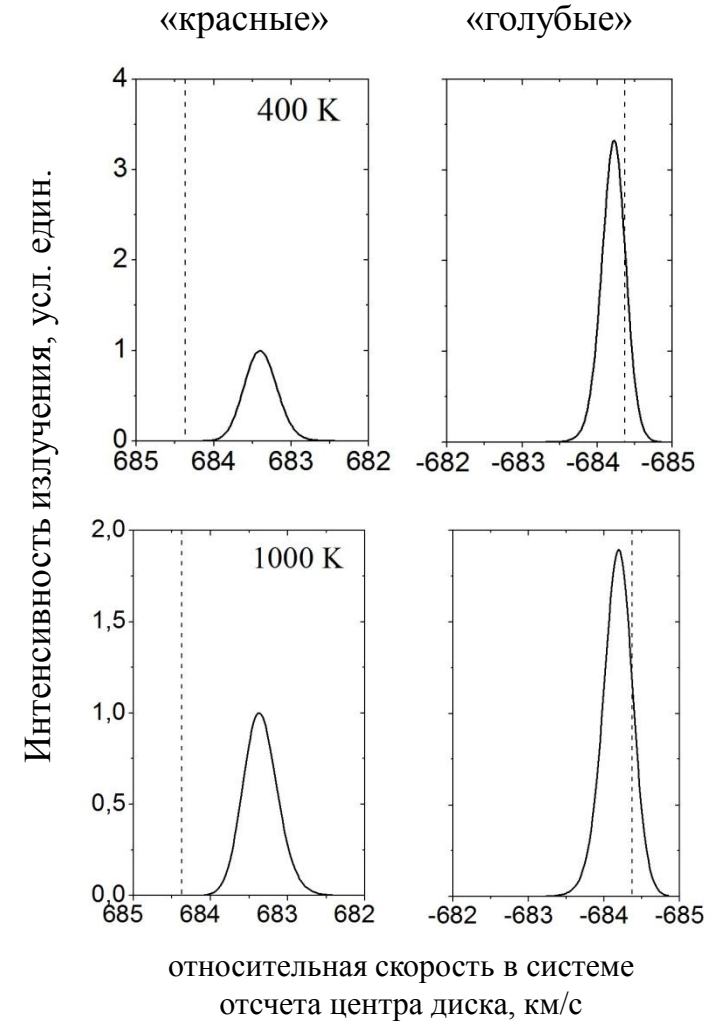 «красные» «голубые»
4
3
2
1
0
400 K
685 684 683 682 -682 -683 -684 -685
2,0
1,5
1,0
0,5
0,0
1000 K
685 684 683 682 -682 -683 -684 -685
Интенсивность излучения, усл. един.
относительная скорость в системе
отсчета центра диска, км/с